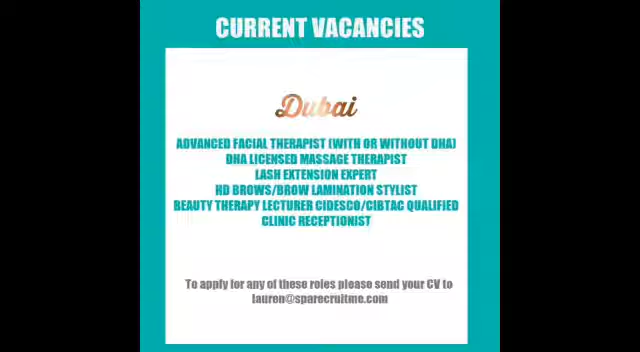 CURRENT VACANCIES
Dubai
ADVANCED FACIAL THERAPIST (WITH OR WITHOUT DHA)
DHA LICENSED MASSAGE THERAPIST
LASH EXTENSION EXPERT
HD BROWS/BROW LAMINATION STYLIST
BEAUTY THERAPY LECTURER CIDESCO/CIBTAC QUALIFIED
CLINIC RECEPTIONIST
To apply for any of these roles please send your CV to
lauren@sparecruitme.com